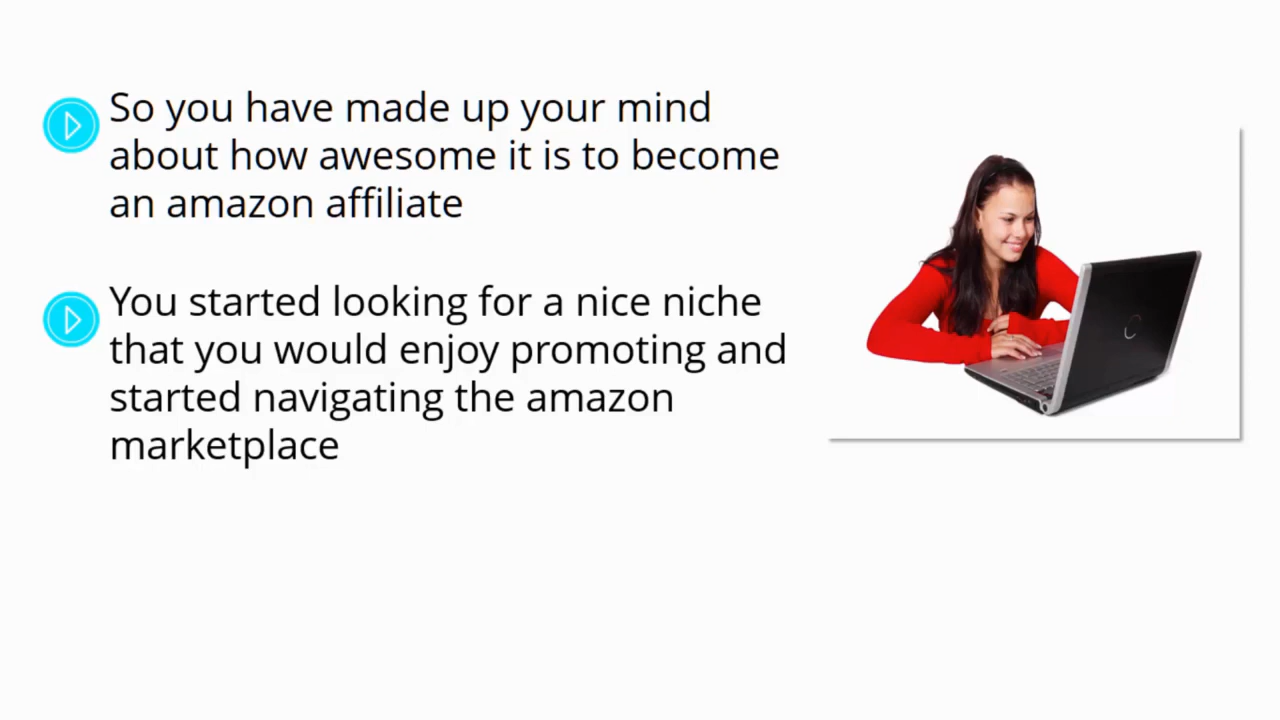 So you have made up your mind
about how awesome it is to become
an amazon affiliate
You started looking for a nice niche
that you would enjoy promoting and
started navigating the amazon
marketplace